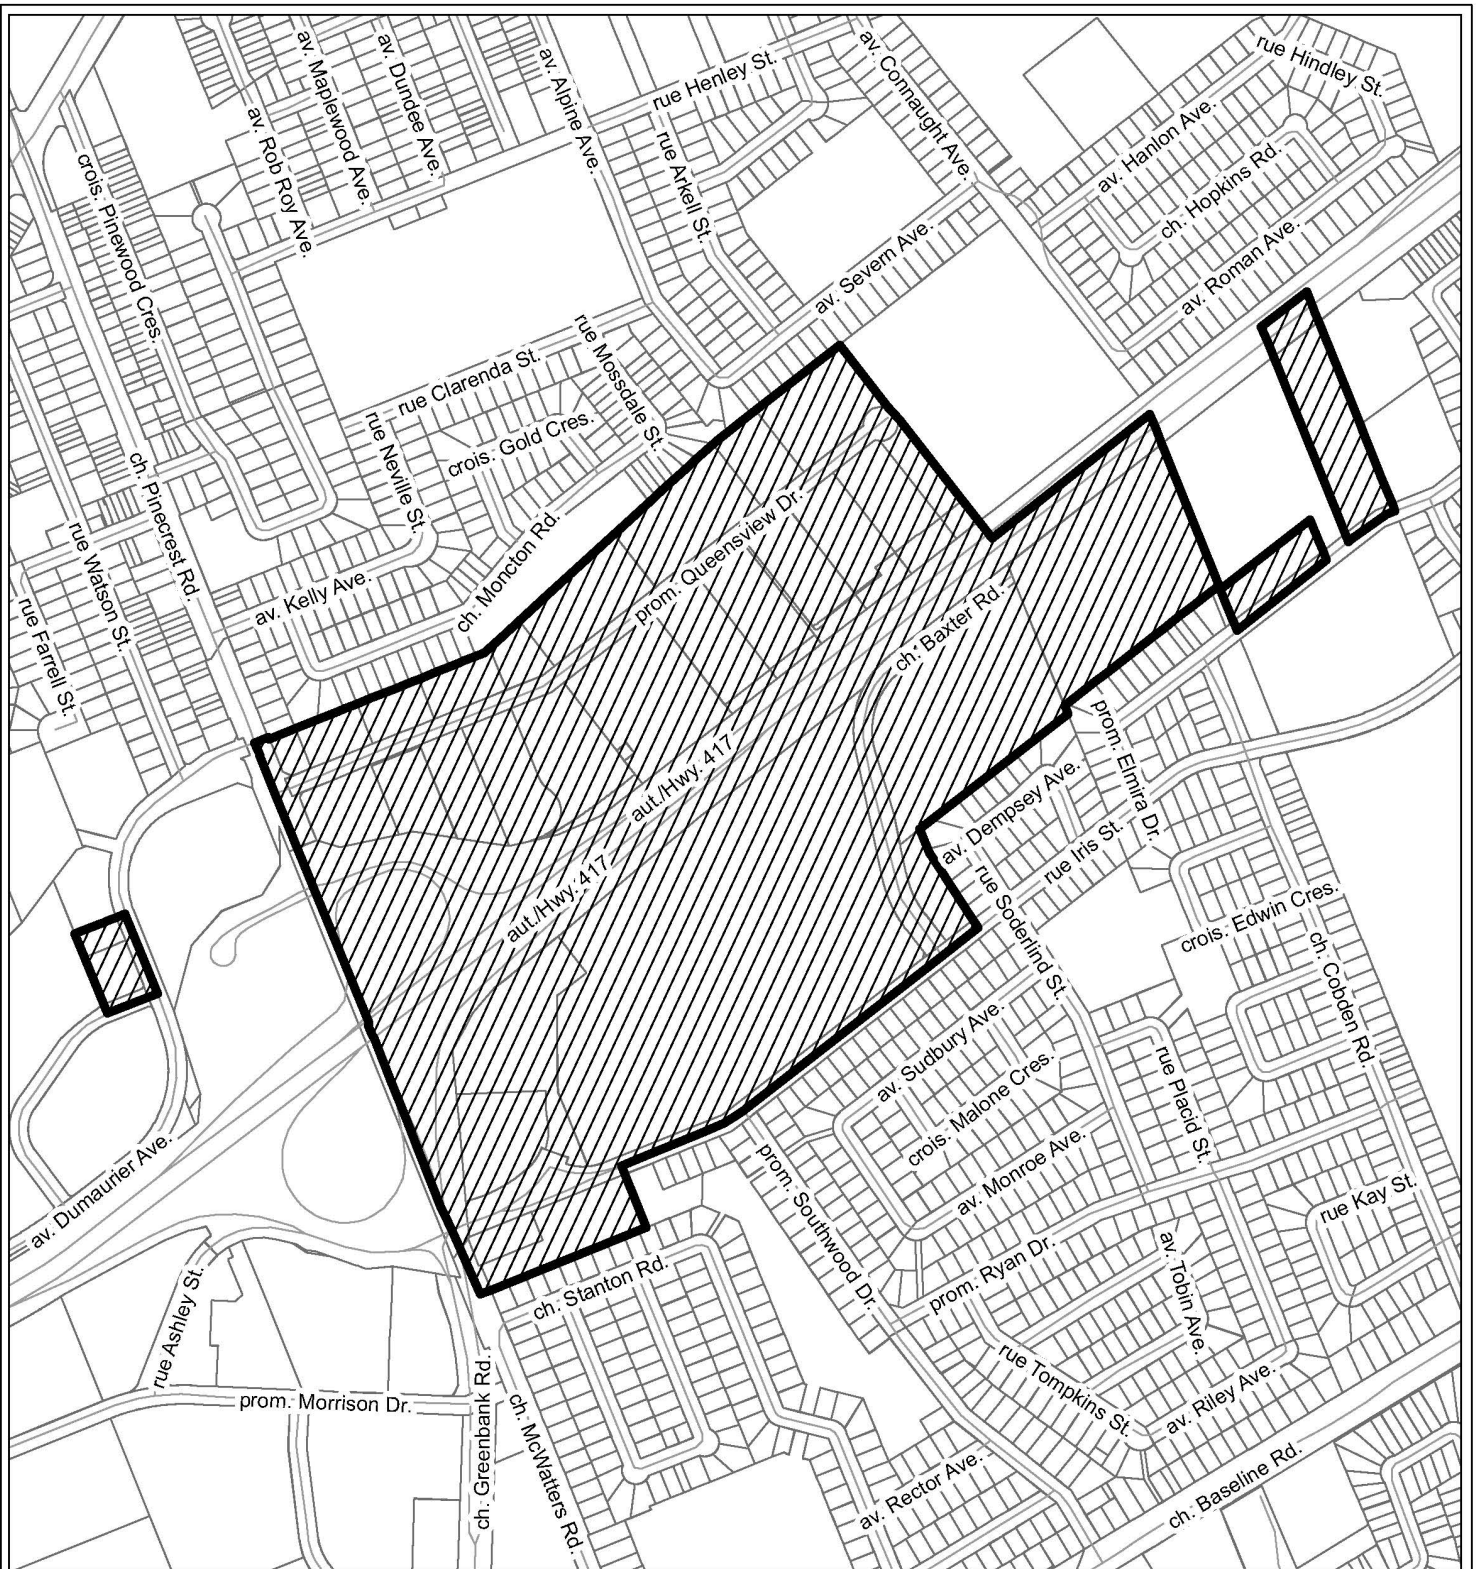 av. Maplewood Ave.
av. Dundee Ave.
av. Alpine Ave.
rue Henley St.
av. Connaught Ave.
rue Hindley St.
av. Rob Roy Ave.
crois. Pinewood Cres.
rue Arkell St.
av. Hanlon Ave.
ch. Hopkins Rd.
av. Severn Ave.
av. Roman Ave.
rue Clarenda St.
rue Mossdale St.
rue Neville St.
crois. Gold Cres.
ch. Pinecrest Rd.
rue Watson St.
rue Farrell St.
av. Kelly Ave.
ch. Moncton Rd.
prom. Queensview Dr.
ch. Baxter Rd.
aut./Hwy. 417
aut./Hwy. 417
prom. Elmira Dr.
av. Dempsey Ave.
rue Iris St.
rue Soderlind St.
crois. Edwin Cres.
ch. Cobden Rd.
av. Sudbury Ave.
crois. Malone Cres.
rue Placid St.
av. Monroe Ave.
av. Dumaurier Ave.
prom. Southwood Dr.
prom. Ryan Dr.
rue Kay St.
av. Tobin Ave.
rue Ashley St.
ch. Stanton Rd.
prom. Morrison Dr.
ch. Greenbank Rd.
ch. McWatters Rd.
rue Tompkins St.
av. Riley Ave.
av. Rector Ave.
ch. Baseline Rd.